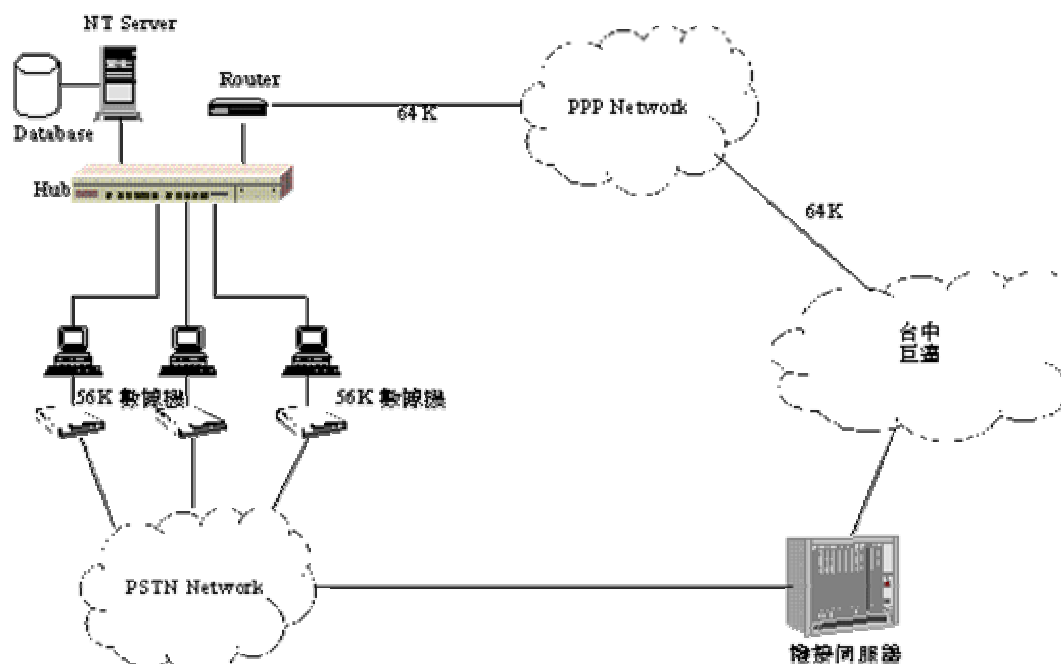 NT Server
Router
64K
PPP Network
Database
Hub
64K
台中
56K 數據機
56K 數據機
PSTN Network
撥接伺服器